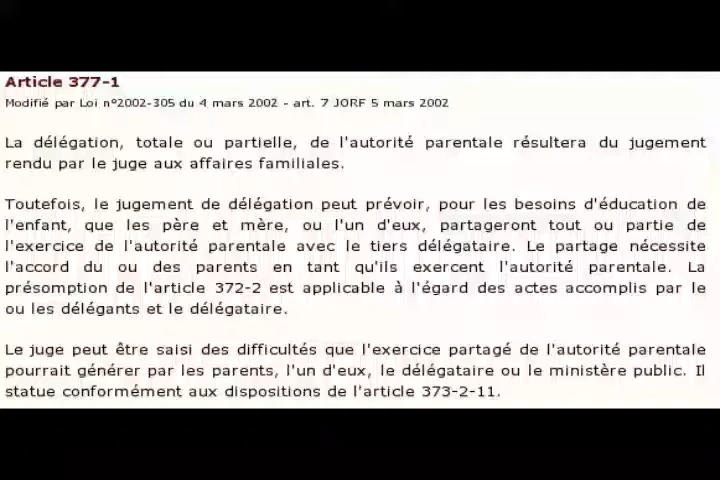 Article 377-1
Modifié par Loi n°2002-305 du 4 mars 2002 - art. 7 JORF 5 mars 2002
La délégation, totale ou partielle, de l'autorité parentale résultera du jugement
rendu par le juge aux affaires familiales.
Toutefois, le jugement de délégation peut prévoir, pour les besoins d'éducation de
l'enfant, que les père et mère, ou l'un d'eux, partageront tout ou partie de
l'exercice de l'autorité parentale avec le tiers délégataire. Le partage nécessite
l'accord du ou des parents en tant qu'ils exercent l'autorité parentale. La
présomption de l'article 372-2 est applicable à l'égard des actes accomplis par le
ou les délégants et le délégataire.
Le juge peut être saisi des difficultés que l'exercice partagé de l'autorité parentale
pourrait générer par les parents, l'un d'eux, le délégataire ou le ministère public. Il
statue conformément aux dispositions de l'article 373-2-11.